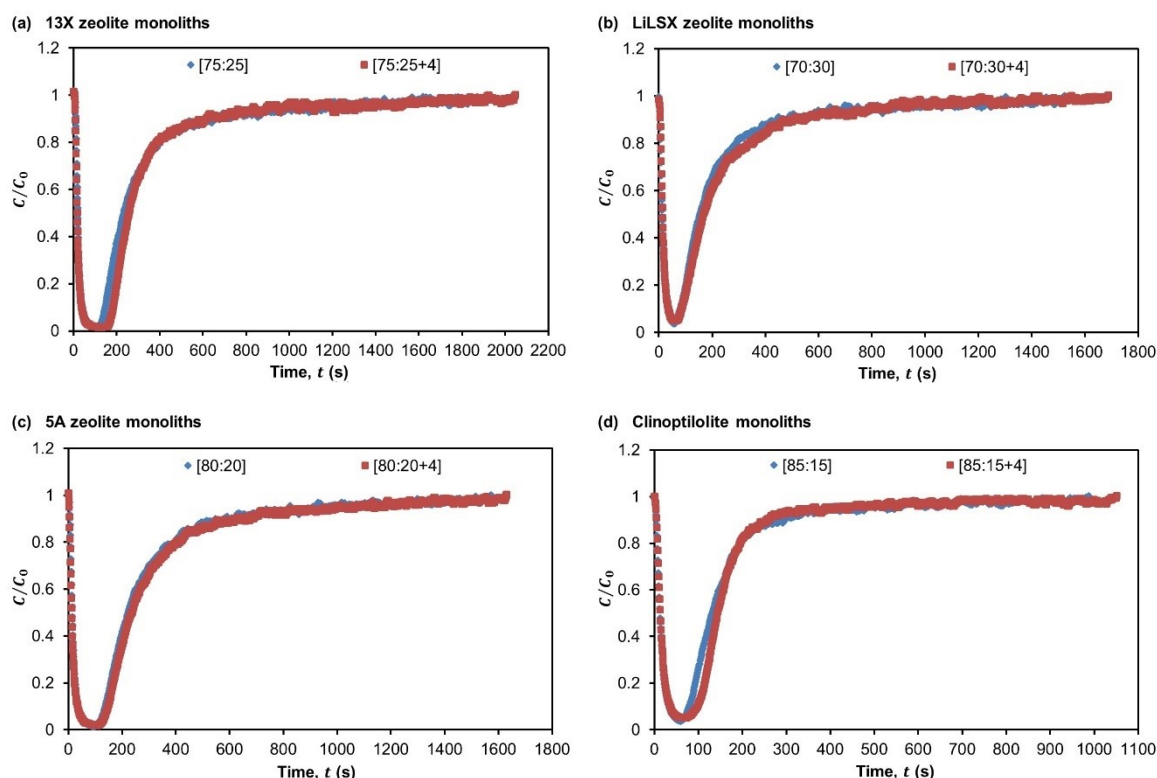 (a) 13X zeolite monoliths
1.2
[75:25] [75:25+4]
1
0.8
0.6
0.4
0.2
0
C/C₀
0 200 400 600 800 1000 1200 1400 1600 1800 2000 2200
Time, t (s)
(b) LiLSX zeolite monoliths
1.2
[70:30] [70:30+4]
1
0.8
0.6
0.4
0.2
0
C/C₀
0 200 400 600 800 1000 1200 1400 1600 1800
Time, t (s)
(c) 5A zeolite monoliths
1.2
[80:20] [80:20+4]
1
0.8
0.6
0.4
0.2
0
C/C₀
0 200 400 600 800 1000 1200 1400 1600 1800
Time, t (s)
(d) Clinoptilolite monoliths
1.2
[85:15] [85:15+4]
1
0.8
0.6
0.4
0.2
0
C/C₀
0 100 200 300 400 500 600 700 800 900 1000 1100
Time, t (s)